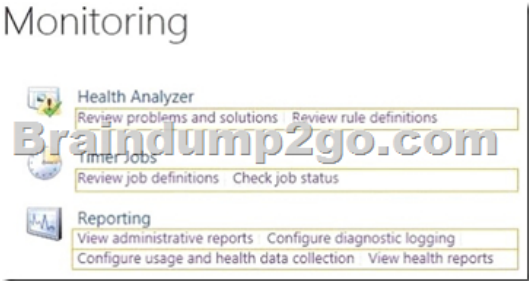 Monitoring
Health Analyzer
Review problems and solutions Review rule definitions
Braindump2go.com
Timer Jobs
Review job definitions Check job status
Reporting
View administrative reports Configure diagnostic logging
Configure usage and health data collection View health reports